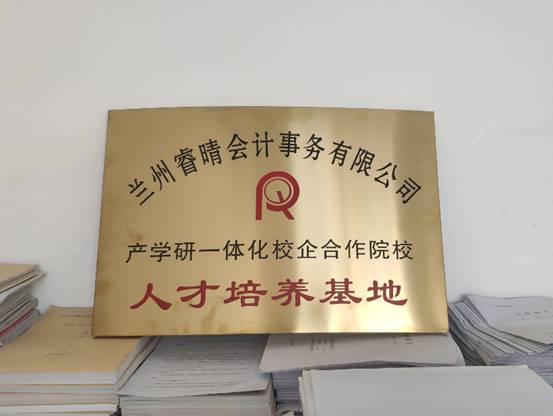 兰州睿晴会计事务有限公司
产学研一体化校企合作院校
人才培养基地